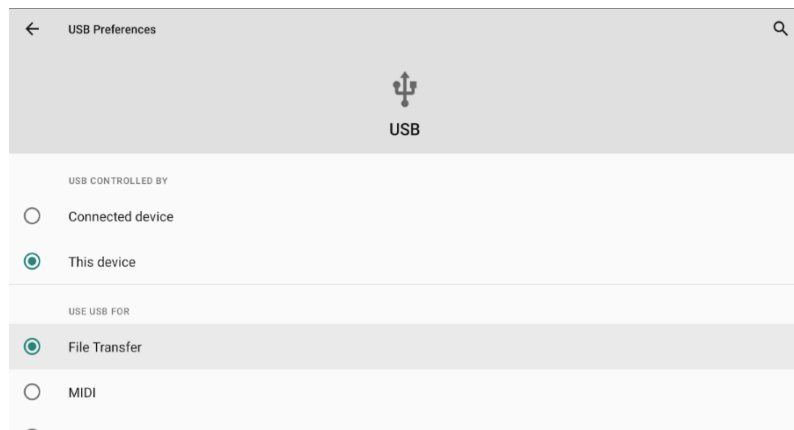 USB Preferences
USB
USB CONTROLLED BY
Connected device
This device
USE USB FOR
File Transfer
MIDI